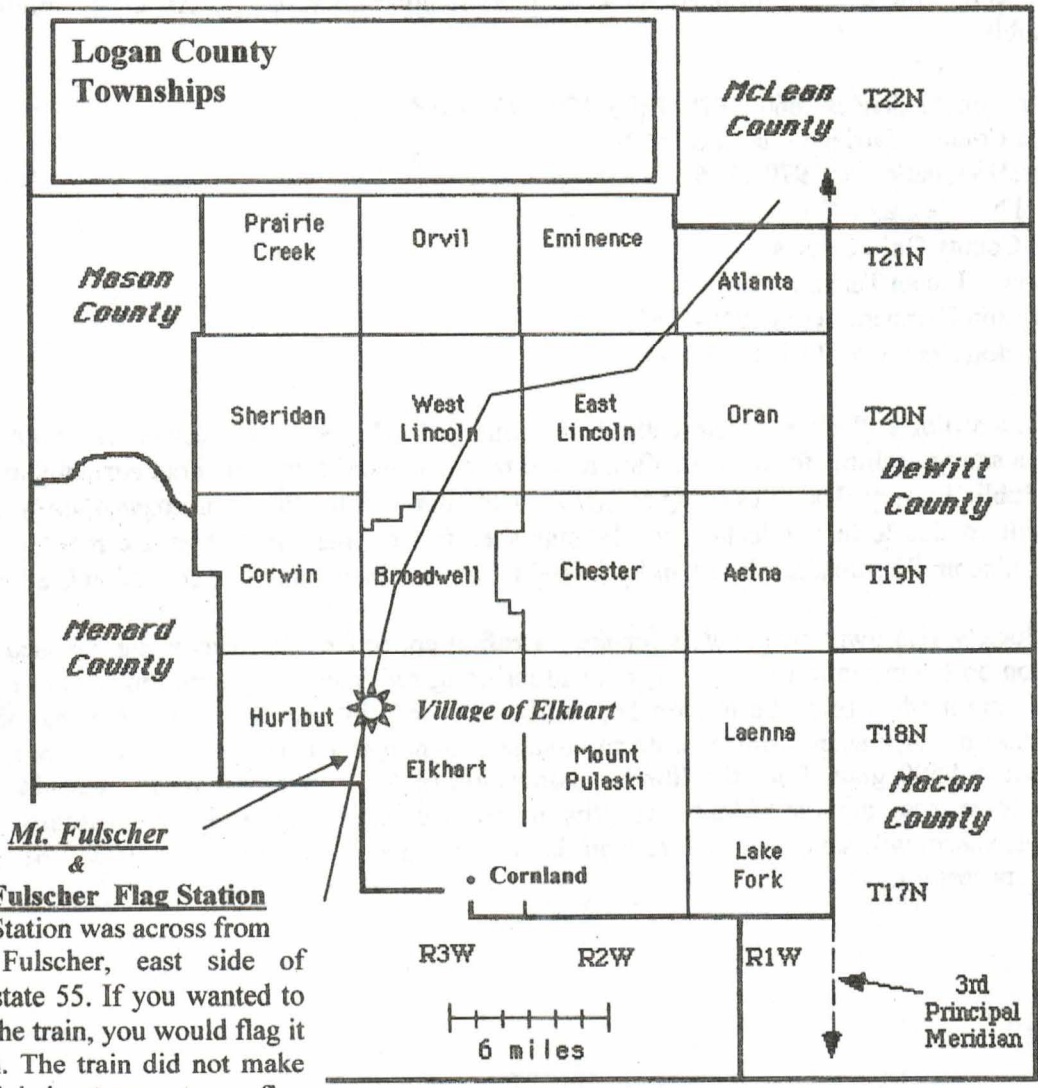 Logan County
Townships
McLean
County
T22N
Prairie
Creek
Orvil
Eminence
T21N
Mason
County
Atlanta
Sheridan
West
Lincoln
East
Lincoln
Oran
T20N
DeWitt
County
Corwin
Broadwell
Chester
Aetna
T19N
Menard
County
Hurlbut
Village of Elkhart
Laenna
T18N
Elkhart
Mount
Pulaski
Macon
County
Mt. Fulscher
&
Fulscher Flag Station
Station was across from
Fulscher, east side of
state 55. If you wanted to
the train, you would flag it
The train did not make
Lake
Fork
Cornland
T17N
R3W
R2W
R1W
3rd
Principal
Meridian
6 miles